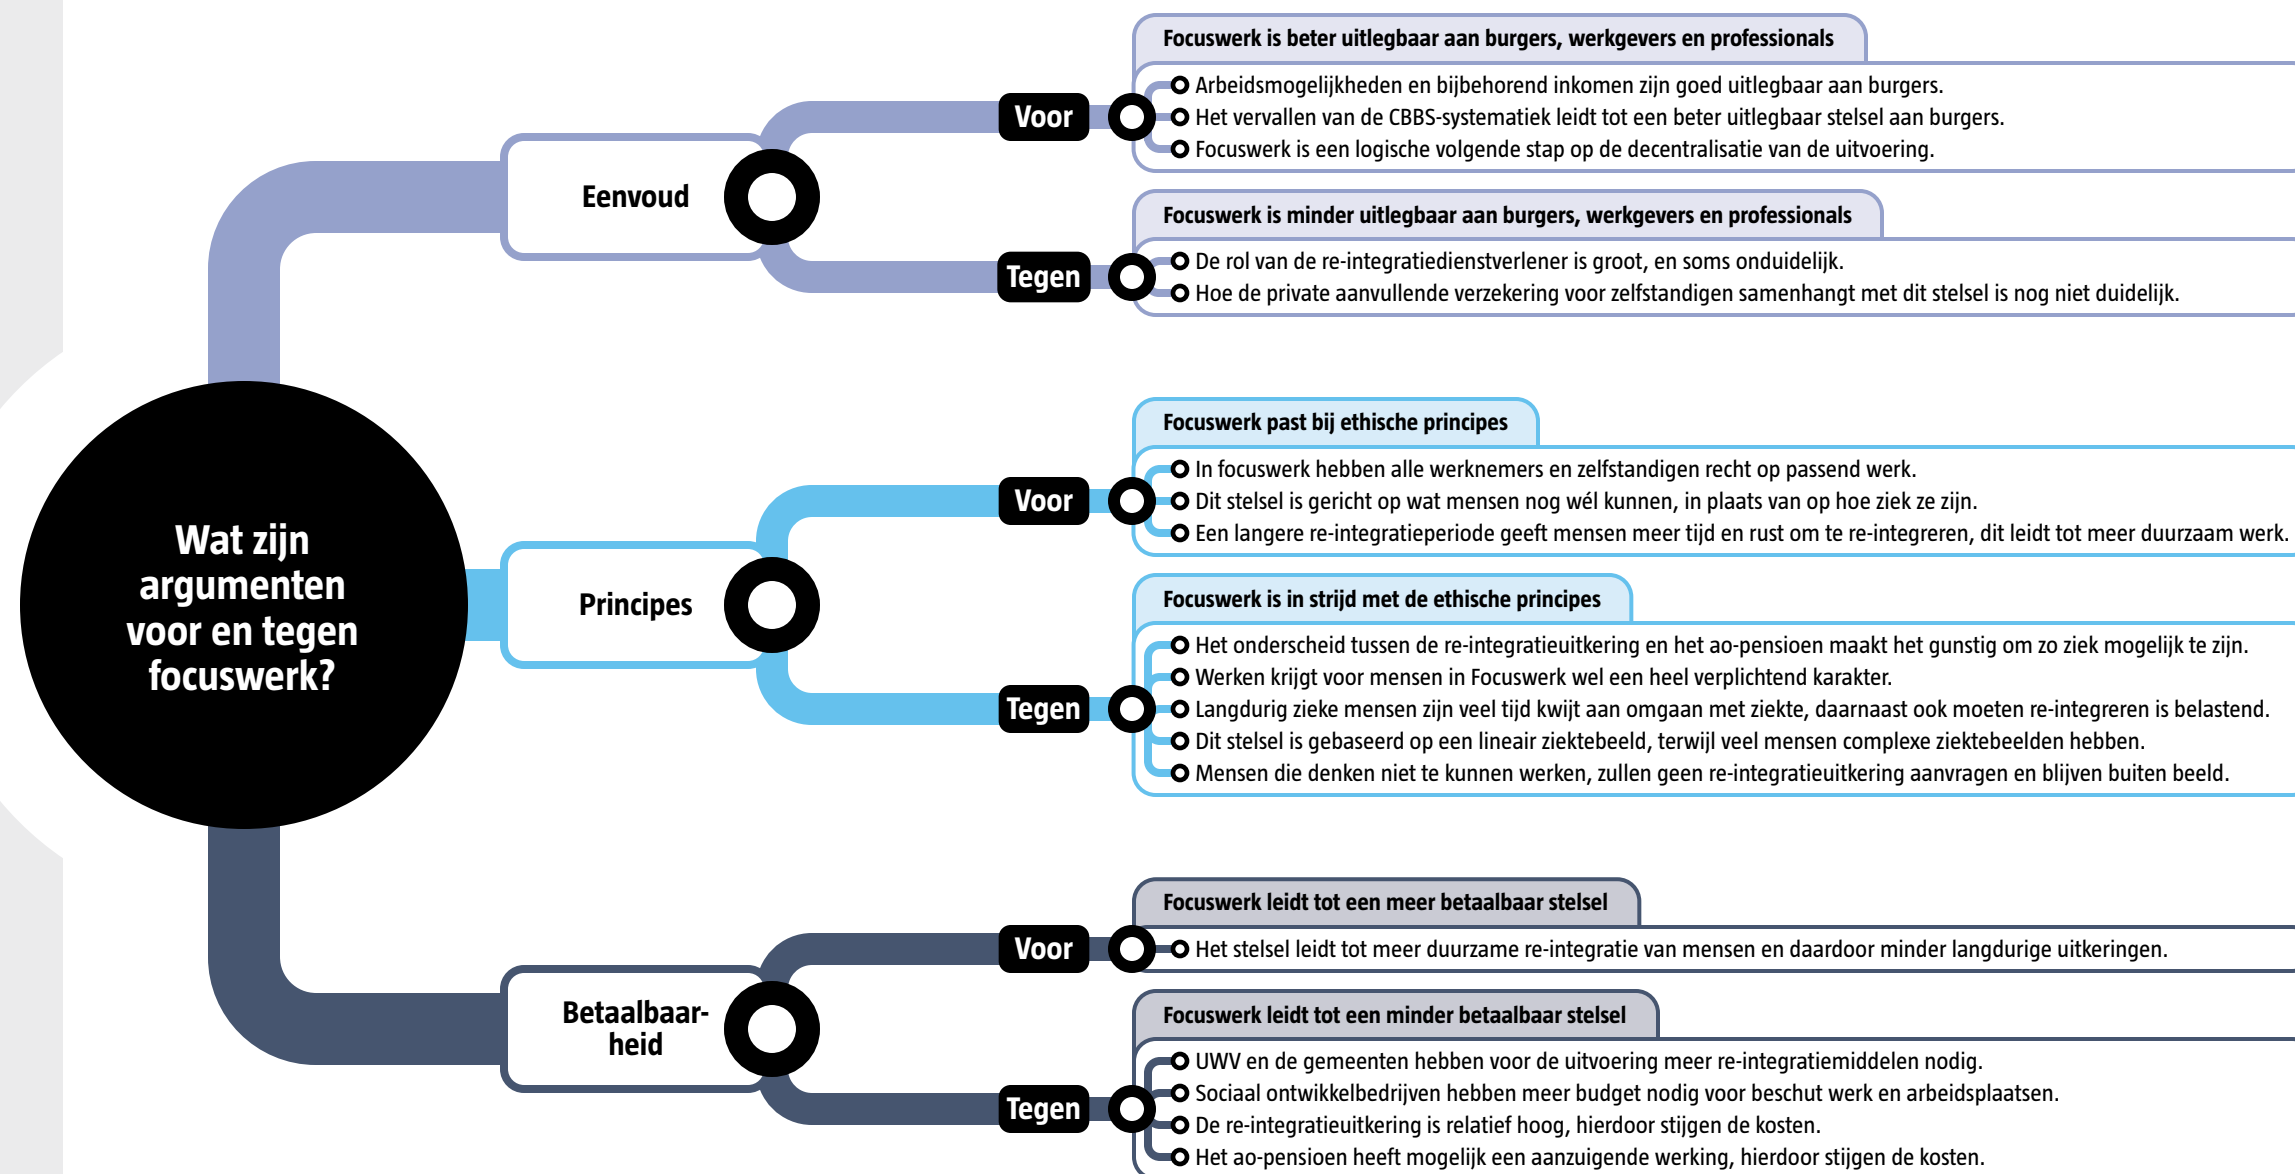 Wat zijn
argumenten
voor en tegen
focuswerk?
Eenvoud
Voor
Focuswerk is beter uitlegbaar aan burgers, werkgevers en professionals
Arbeidsmogelijkheden en bijbehorend inkomen zijn goed uitlegbaar aan burgers.
Het vervallen van de CBBS-systematiek leidt tot een beter uitlegbaar stelsel aan burgers.
Focuswerk is een logische volgende stap op de decentralisatie van de uitvoering.
Tegen
Focuswerk is minder uitlegbaar aan burgers, werkgevers en professionals
De rol van de re-integratiedienstverlener is groot, en soms onduidelijk.
Hoe de private aanvullende verzekering voor zelfstandigen samenhangt met dit stelsel is nog niet duidelijk.
Principes
Voor
Focuswerk past bij ethische principes
In focuswerk hebben alle werknemers en zelfstandigen recht op passend werk.
Dit stelsel is gericht op wat mensen nog wél kunnen, in plaats van op hoe ziek ze zijn.
Een langere re-integratieperiode geeft mensen meer tijd en rust om te re-integreren, dit leidt tot meer duurzaam werk.
Tegen
Focuswerk is in strijd met de ethische principes
Het onderscheid tussen de re-integratieuitkering en het ao-pensioen maakt het gunstig om zo ziek mogelijk te zijn.
Werken krijgt voor mensen in Focuswerk wel een heel verplichtend karakter.
Langdurig zieke mensen zijn veel tijd kwijt aan omgaan met ziekte, daarnaast ook moeten re-integreren is belastend.
Dit stelsel is gebaseerd op een lineair ziektebeeld, terwijl veel mensen complexe ziektebeelden hebben.
Mensen die denken niet te kunnen werken, zullen geen re-integratieuitkering aanvragen en blijven buiten beeld.
Betaalbaar-
heid
Voor
Focuswerk leidt tot een meer betaalbaar stelsel
Het stelsel leidt tot meer duurzame re-integratie van mensen en daardoor minder langdurige uitkeringen.
Tegen
Focuswerk leidt tot een minder betaalbaar stelsel
UWV en de gemeenten hebben voor de uitvoering meer re-integratiemiddelen nodig.
Sociaal ontwikkelbedrijven hebben meer budget nodig voor beschut werk en arbeidsplaatsen.
De re-integratieuitkering is relatief hoog, hierdoor stijgen de kosten.
Het ao-pensioen heeft mogelijk een aanzuigende werking, hierdoor stijgen de kosten.